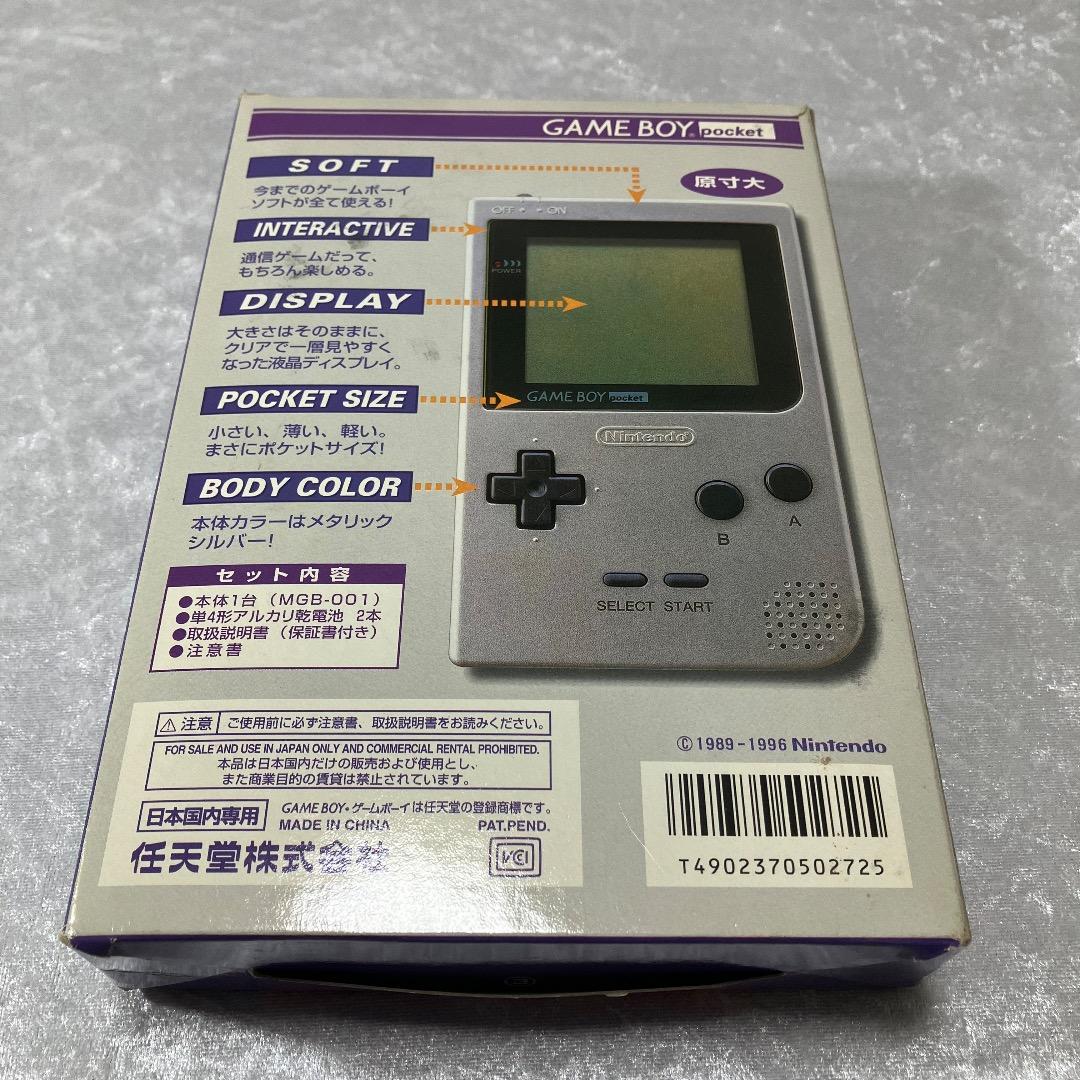 GAME BOY® pocket
SOFT
今までのゲームボーイ
ソフトが全て使える!
INTERACTIVE
通信ゲームだって、
もちろん楽しめる。
DISPLAY
大きさはそのままに、
クリアで一層見やすく
なった液晶ディスプレイ。
POCKET SIZE
小さい、薄い、軽い。
まさにポケットサイズ!
BODY COLOR
本体カラーはメタリック
シルバー!
セット内容
●本体1台(MGB-001)
●単4形アルカリ乾電池 2本
●取扱説明書(保証書付き)
●注意書
原寸大
OFF ON
POWER
GAME BOY pocket
Nintendo®
B
A
SELECT START
⚠注意 ご使用前に必ず注意書、取扱説明書をお読みください。
FOR SALE AND USE IN JAPAN ONLY AND COMMERCIAL RENTAL PROHIBITED.
本品は日本国内だけの販売および使用とし、
また商業目的の賃貸は禁止されています。
日本国内専用
GAME BOY・ゲームボーイは任天堂の登録商標です。
MADE IN CHINA PAT.PEND.
任天堂株式会社
VCI
©1989-1996 Nintendo
T4902370502725